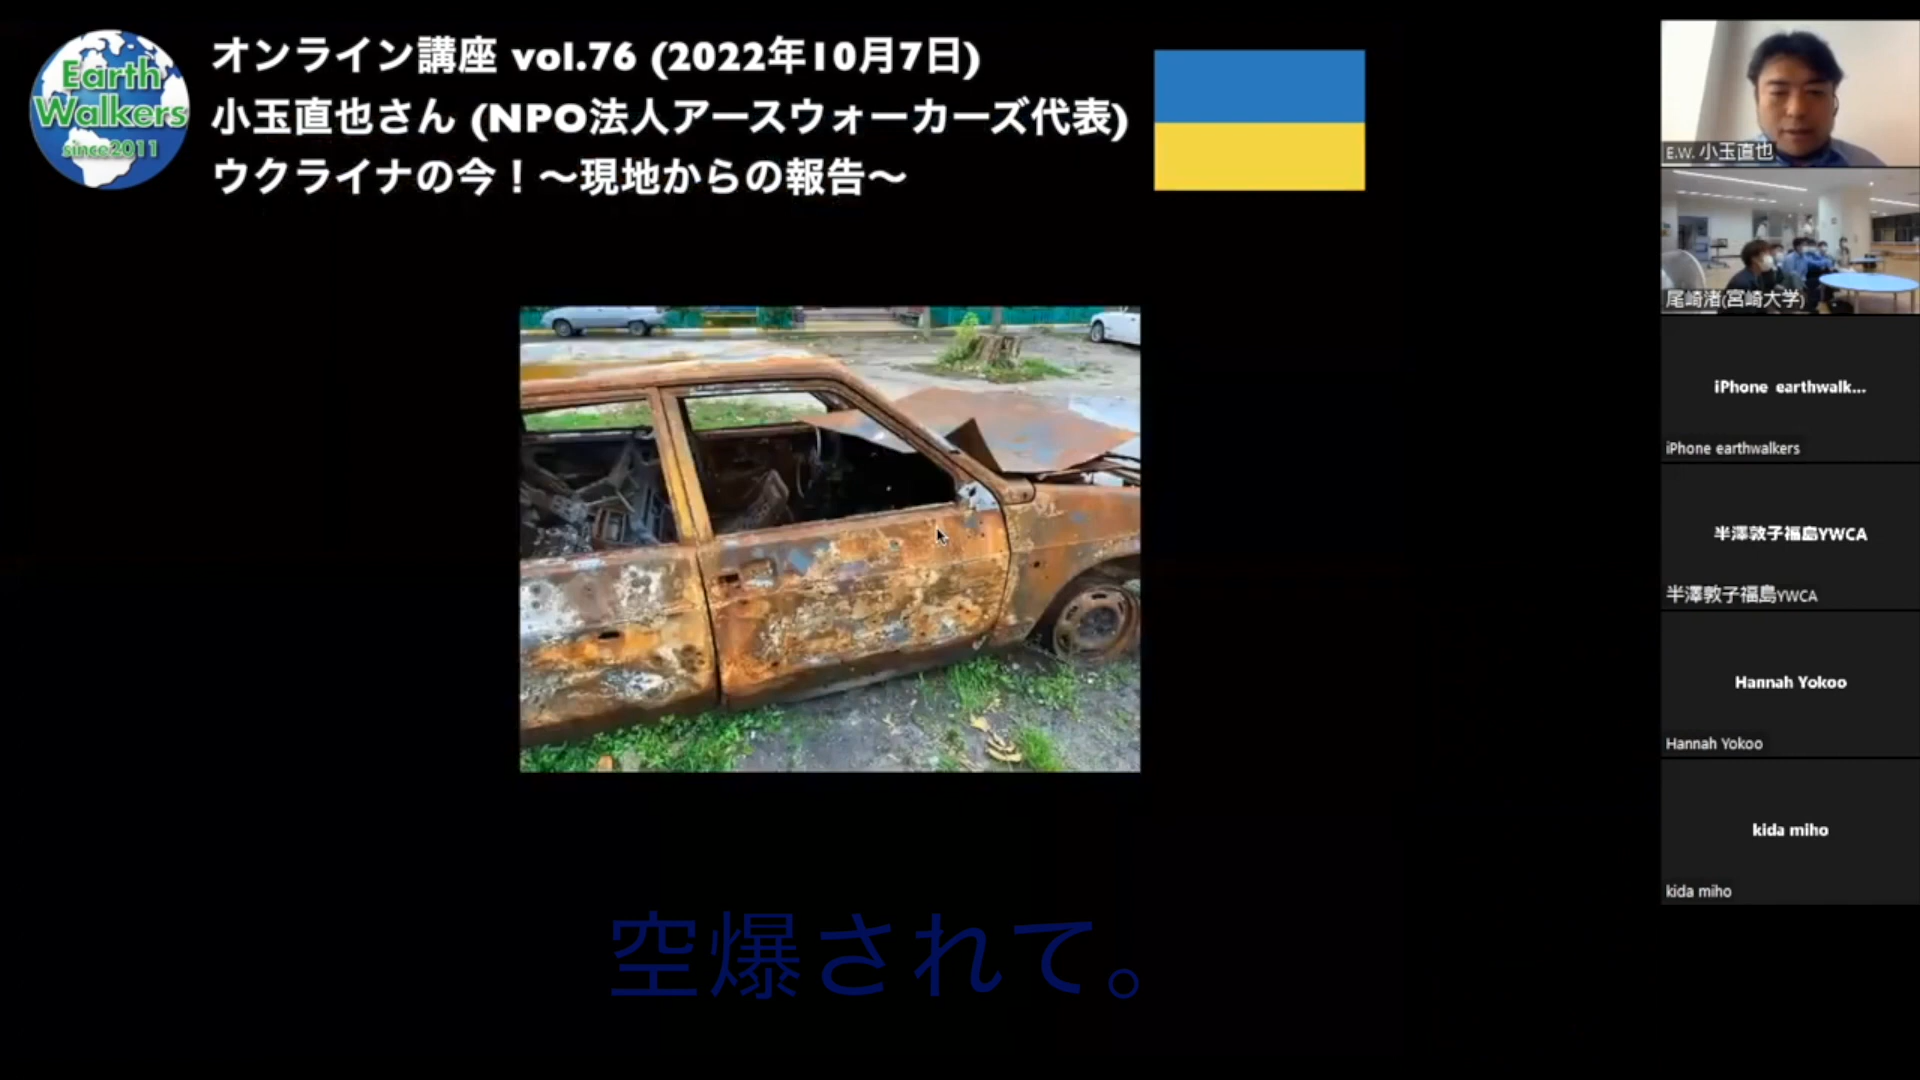 Earth
Walkers
since2011
オンライン講座 vol.76 (2022年10月7日)
小玉直也さん (NPO法人アースウォーカーズ代表)
ウクライナの今！〜現地からの報告〜
空爆されて。
E.W. 小玉直也
尾崎渚(宮崎大学)
iPhone earthwalk...
iPhone earthwalkers
半澤敦子福島YWCA
半澤敦子福島YWCA
Hannah Yokoo
Hannah Yokoo
kida miho
kida miho